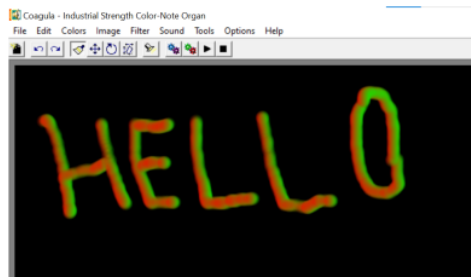 Coagula - Industrial Strength Color-Note Organ
File Edit Colors Image Filter Sound Tools Options Help
HELLO